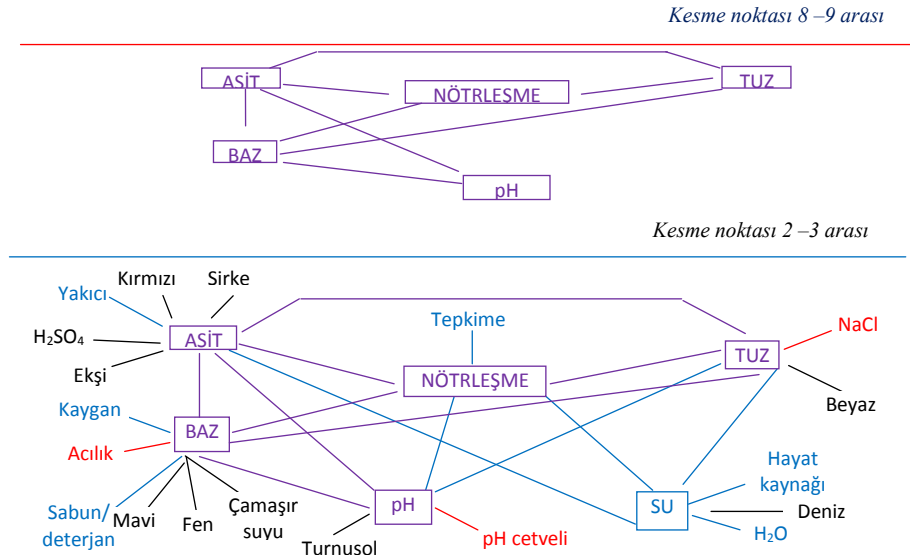 Kesme noktası 8 –9 arası
ASİT
NÖTRLEŞME
TUZ
BAZ
pH
Kesme noktası 2 –3 arası
Kırmızı
Sirke
Yakıcı
H₂SO₄
ASİT
Ekşi
Tepkime
NÖTRLEŞME
NaCl
TUZ
Beyaz
Kaygan
BAZ
Acılık
Sabun/
deterjan
Mavi
Fen
Çamaşır
suyu
Turnusol
pH
pH cetveli
SU
Hayat
kaynağı
Deniz
H₂O